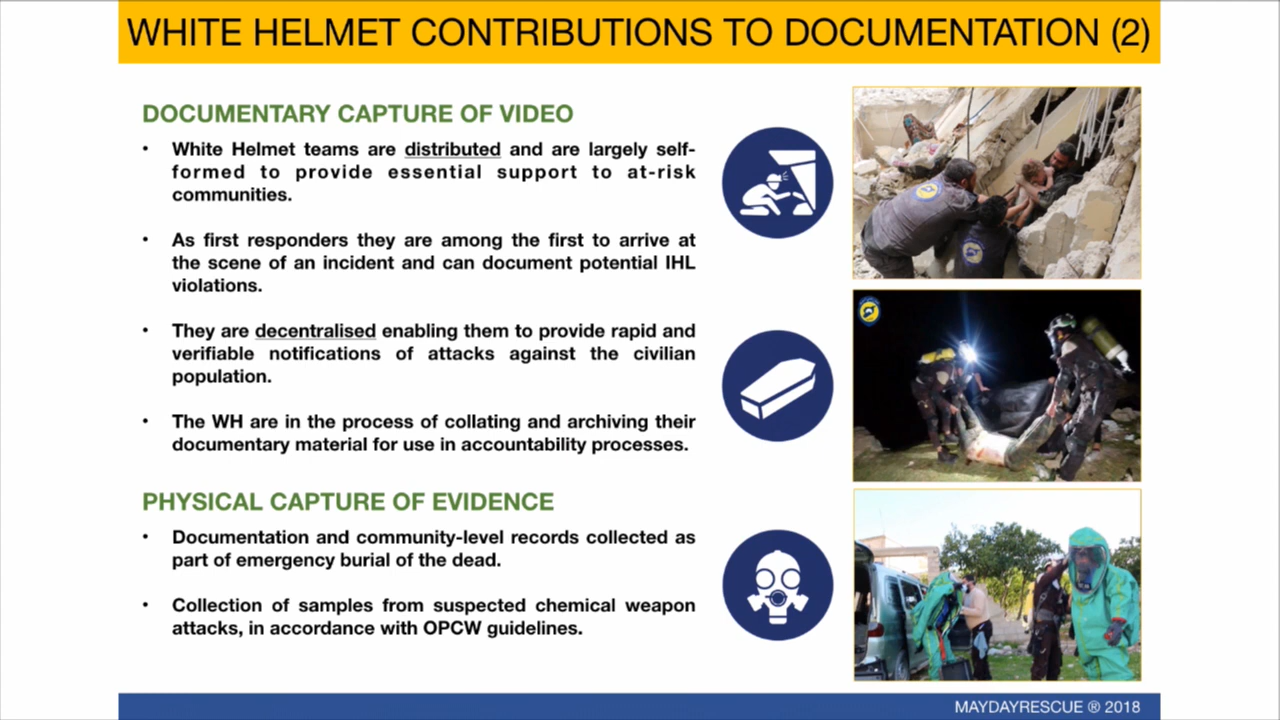 WHITE HELMET CONTRIBUTIONS TO DOCUMENTATION (2)
DOCUMENTARY CAPTURE OF VIDEO
• White Helmet teams are distributed and are largely self-
formed to provide essential support to at-risk
communities.
• As first responders they are among the first to arrive at
the scene of an incident and can document potential IHL
violations.
• They are decentralised enabling them to provide rapid and
verifiable notifications of attacks against the civilian
population.
• The WH are in the process of collating and archiving their
documentary material for use in accountability processes.
PHYSICAL CAPTURE OF EVIDENCE
• Documentation and community-level records collected as
part of emergency burial of the dead.
• Collection of samples from suspected chemical weapon
attacks, in accordance with OPCW guidelines.
MAYDAYRESCUE ® 2018